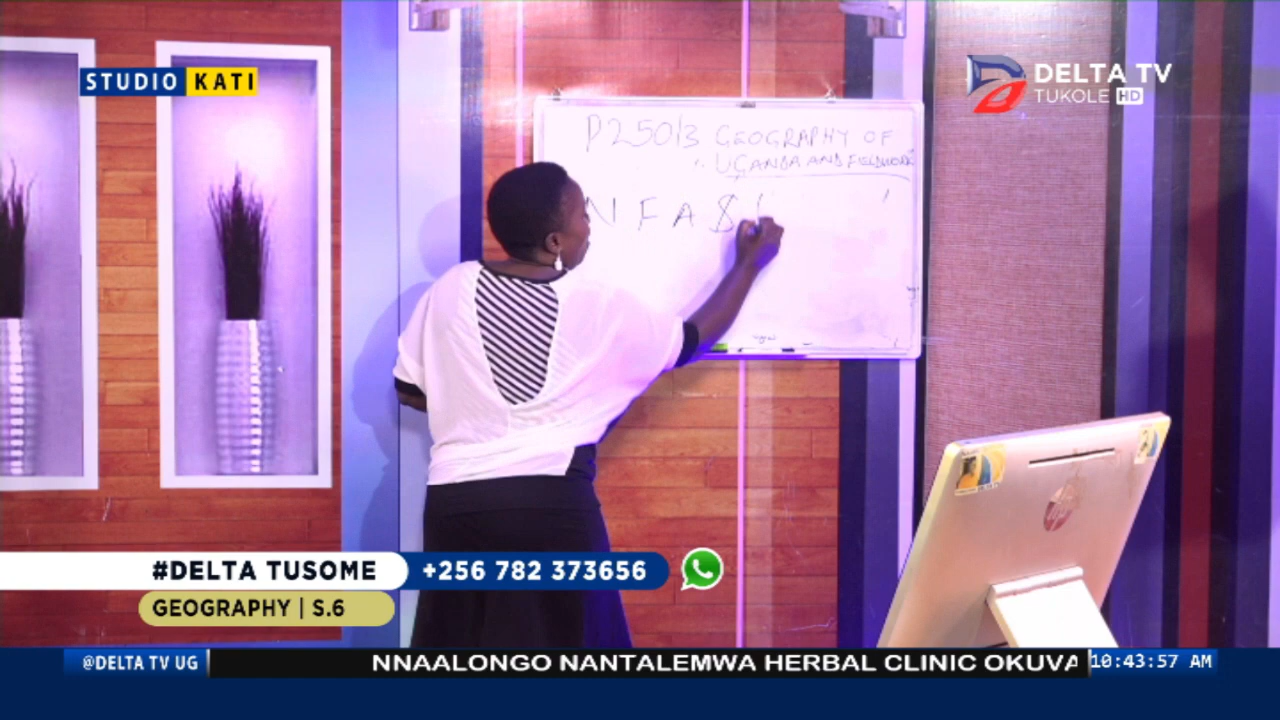 STUDIO KATI
DELTA TV
TUKOLE HD
P250/3 GEOGRAPHY OF
UGANDA AND FIELDWORK
N F A S
hp
#DELTA TUSOME
+256 782 373656
GEOGRAPHY | S.6
@DELTA TV UG
NNAALONGO NANTALEMWA HERBAL CLINIC OKUVA
10:43:57 AM